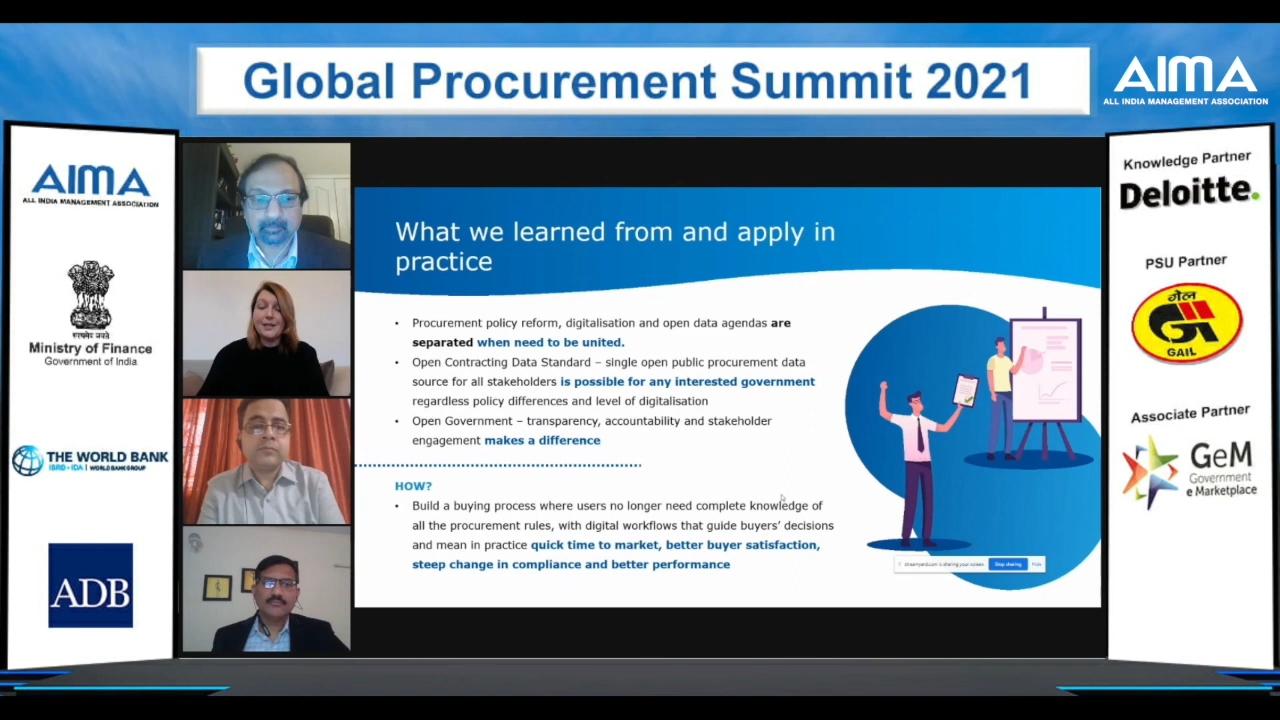 Global Procurement Summit 2021
AIMA
ALL INDIA MANAGEMENT ASSOCIATION
AIMA
ALL INDIA MANAGEMENT ASSOCIATION
सत्यमेव जयते
Ministry of Finance
Government of India
THE WORLD BANK
IBRD • IDA | WORLD BANK GROUP
ADB
What we learned from and apply in
practice
• Procurement policy reform, digitalisation and open data agendas are
separated when need to be united.
• Open Contracting Data Standard – single open public procurement data
source for all stakeholders is possible for any interested government
regardless policy differences and level of digitalisation
• Open Government – transparency, accountability and stakeholder
engagement makes a difference
HOW?
• Build a buying process where users no longer need complete knowledge of
all the procurement rules, with digital workflows that guide buyers’ decisions
and mean in practice quick time to market, better buyer satisfaction,
steep change in compliance and better performance
streamyard.com is sharing your screen. Stop sharing Hide
Knowledge Partner
Deloitte.
PSU Partner
गेल
GAIL
Associate Partner
GeM
Government
e Marketplace